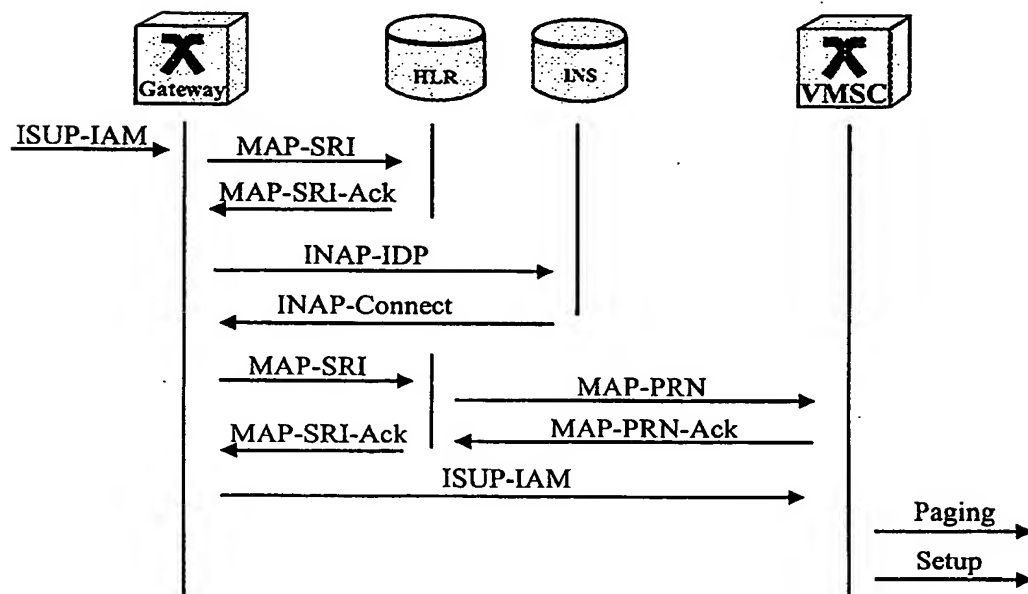 Gateway
HLR
INS
VMSC
ISUP-IAM
MAP-SRI
MAP-SRI-Ack
INAP-IDP
INAP-Connect
MAP-SRI
MAP-PRN
MAP-SRI-Ack
MAP-PRN-Ack
ISUP-IAM
Paging
Setup